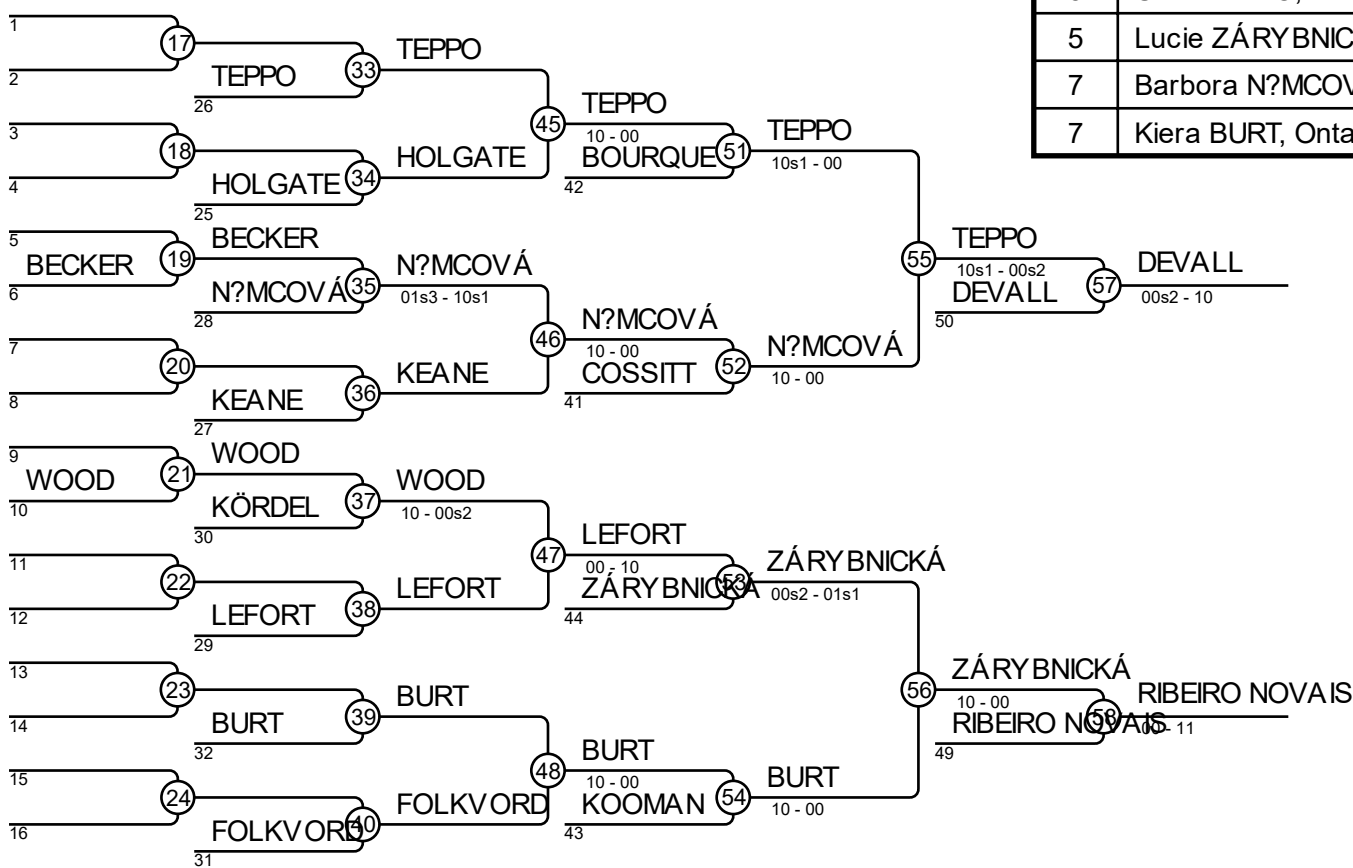 5 Lucie ZÁRYBNIC
7 Barbora N?MCOV
7 Kiera BURT, Onta
1
17
2
TEPPO
26
33
TEPPO
3
18
4
HOLGATE
25
34
HOLGATE
45
TEPPO
10 - 00
BOURQUE
42
51
TEPPO
10s1 - 00
5
BECKER
6
19
BECKER
N?MCOVÁ
28
35
N?MCOVÁ
01s3 - 10s1
7
20
8
KEANE
27
36
KEANE
46
N?MCOVÁ
10 - 00
COSSITT
41
52
N?MCOVÁ
10 - 00
55
TEPPO
10s1 - 00s2
DEVALL
50
57
DEVALL
00s2 - 10
9
WOOD
10
21
WOOD
KÖRDEL
30
37
WOOD
10 - 00s2
11
22
12
LEFORT
29
38
LEFORT
47
LEFORT
00 - 10
ZÁRYBNICKÁ
44
53
ZÁRYBNICKÁ
00s2 - 01s1
13
23
14
BURT
32
39
BURT
15
24
16
FOLKVORD
31
40
FOLKVORD
48
BURT
10 - 00
KOOMAN
43
54
BURT
10 - 00
56
ZÁRYBNICKÁ
10 - 00
RIBEIRO NOVAIS
49
58
RIBEIRO NOVAIS
00 - 11